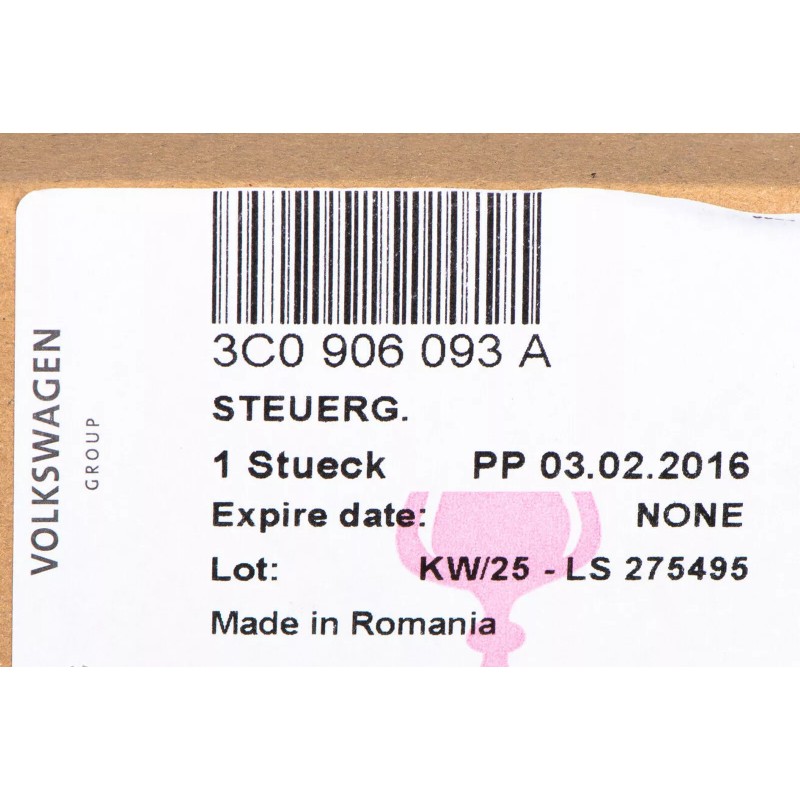 VOLKSWAGEN
GROUP
3C0 906 093 A
STEUERG.
1 Stueck PP 03.02.2016
Expire date: NONE
Lot: KW/25 - LS 275495
Made in Romania